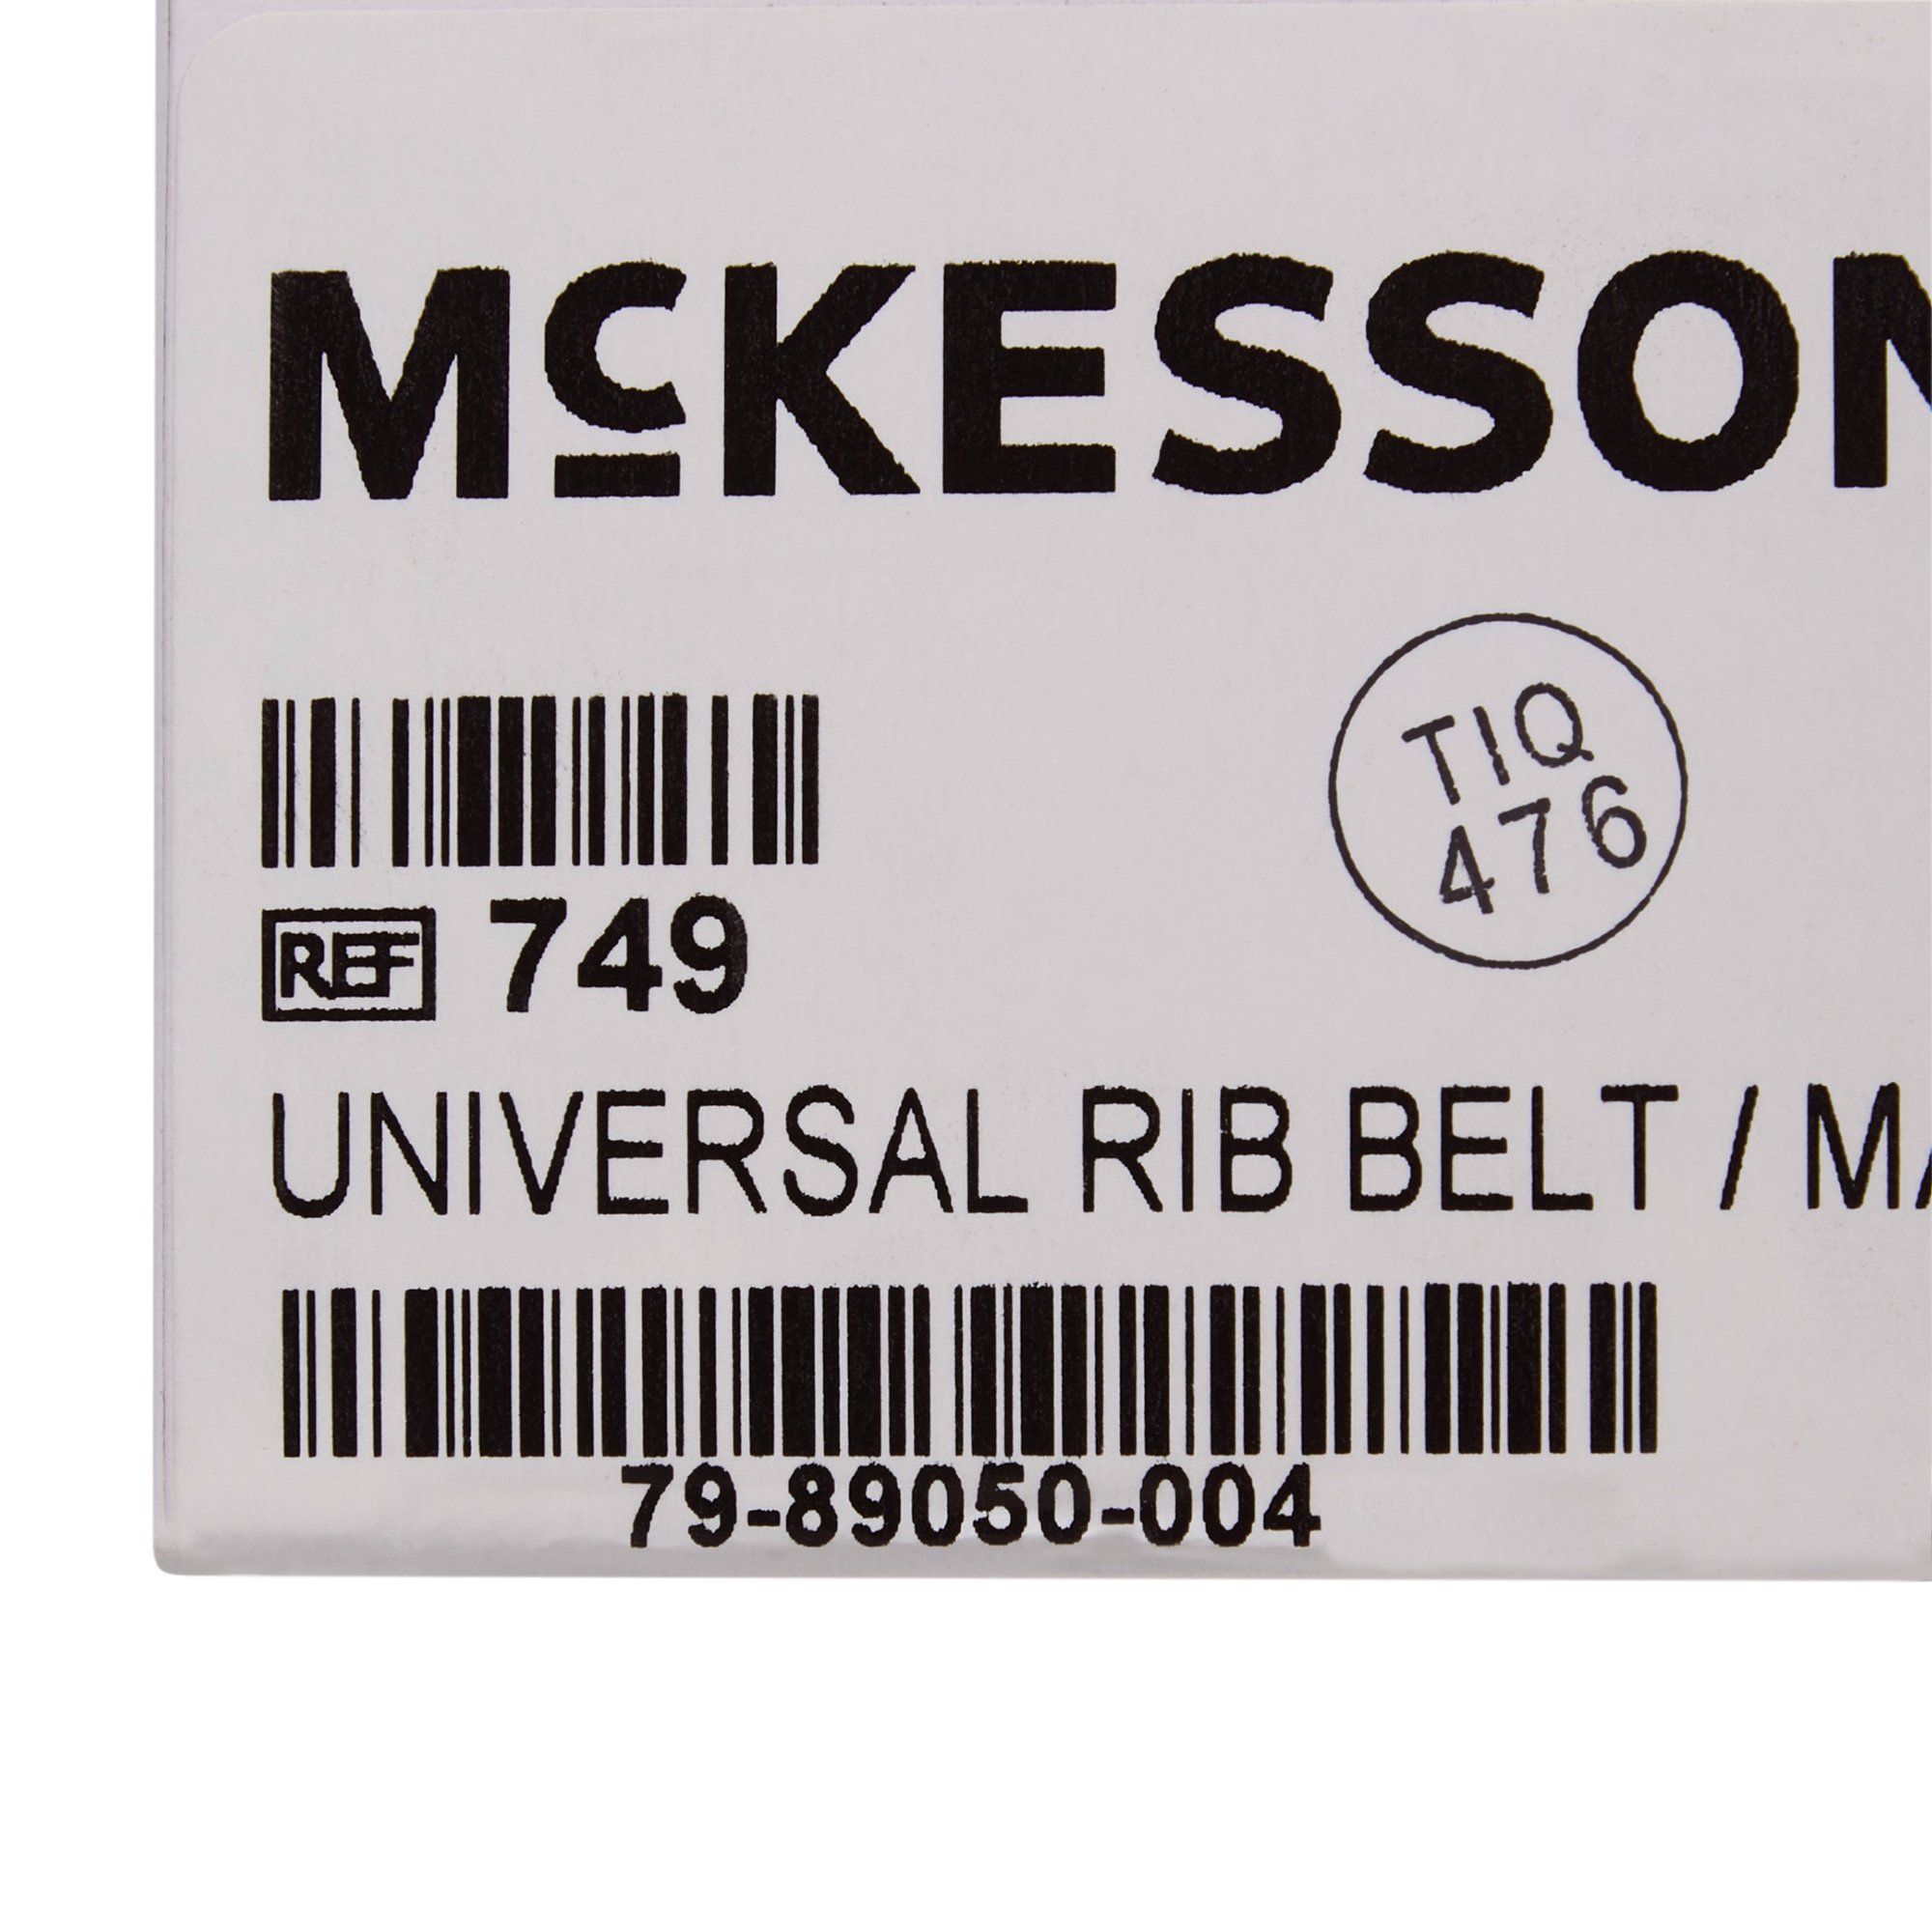 McKESSON
TIQ
476
REF 749
UNIVERSAL RIB BELT /
79-89050-004